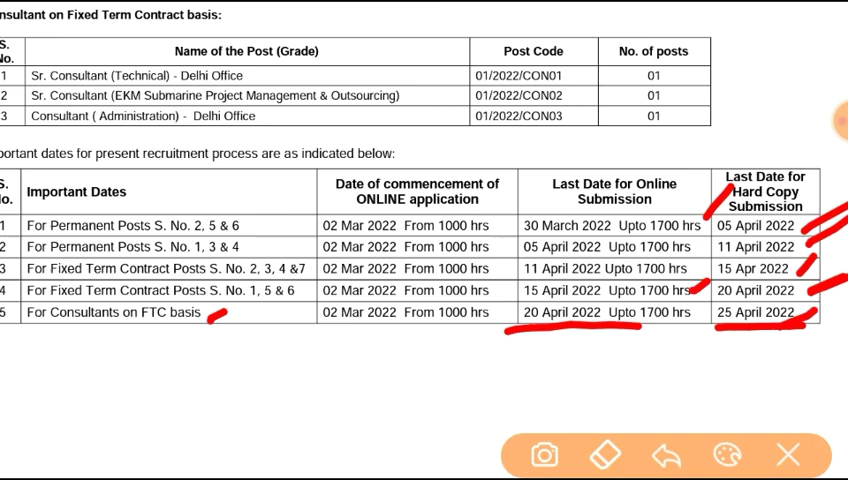 nsultant on Fixed Term Contract basis:
S. No. Name of the Post (Grade) Post Code No. of posts
1 Sr. Consultant (Technical) - Delhi Office 01/2022/CON01 01
2 Sr. Consultant (EKM Submarine Project Management & Outsourcing) 01/2022/CON02 01
3 Consultant ( Administration) - Delhi Office 01/2022/CON03 01
portant dates for present recruitment process are as indicated below:
S. No. Important Dates Date of commencement of ONLINE application Last Date for Online Submission Last Date for Hard Copy Submission
1 For Permanent Posts S. No. 2, 5 & 6 02 Mar 2022 From 1000 hrs 30 March 2022 Upto 1700 hrs 05 April 2022
2 For Permanent Posts S. No. 1, 3 & 4 02 Mar 2022 From 1000 hrs 05 April 2022 Upto 1700 hrs 11 April 2022
3 For Fixed Term Contract Posts S. No. 2, 3, 4 &7 02 Mar 2022 From 1000 hrs 11 April 2022 Upto 1700 hrs 15 Apr 2022
4 For Fixed Term Contract Posts S. No. 1, 5 & 6 02 Mar 2022 From 1000 hrs 15 April 2022 Upto 1700 hrs 20 April 2022
5 For Consultants on FTC basis 02 Mar 2022 From 1000 hrs 20 April 2022 Upto 1700 hrs 25 April 2022